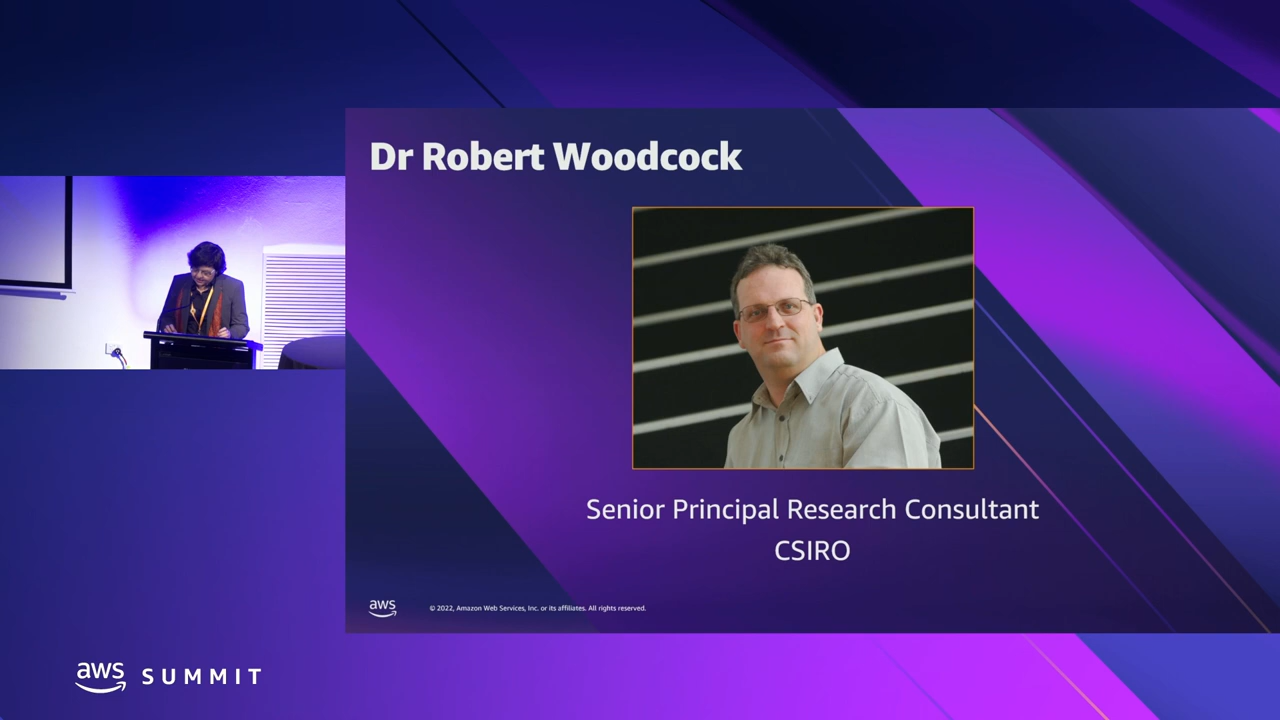 Dr Robert Woodcock
Senior Principal Research Consultant
CSIRO
aws
© 2022, Amazon Web Services, Inc. or its affiliates. All rights reserved.
aws SUMMIT